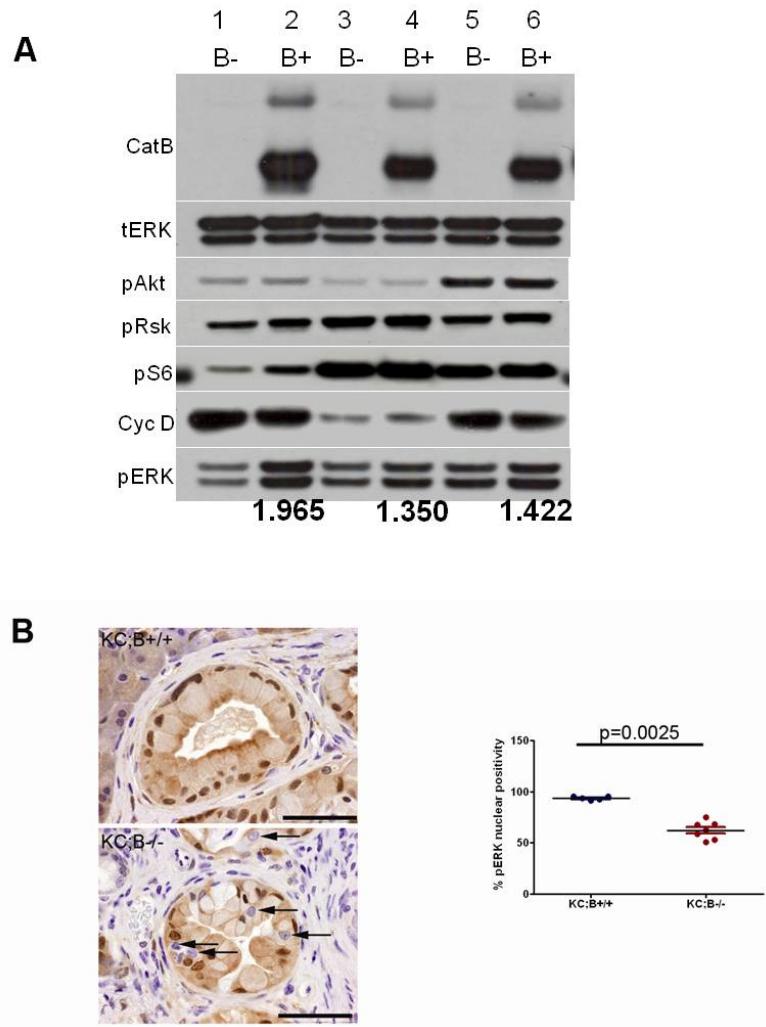 A
1 2 3 4 5 6
B- B+ B- B+ B- B+
CatB
tERK
pAkt
pRsk
pS6
Cyc D
pERK
1.965 1.350 1.422
B
KC;B+/+
KC;B-/-
p=0.0025
% pERK nuclear positivity
150
100
50
0
KC;B+/+ KC;B-/-